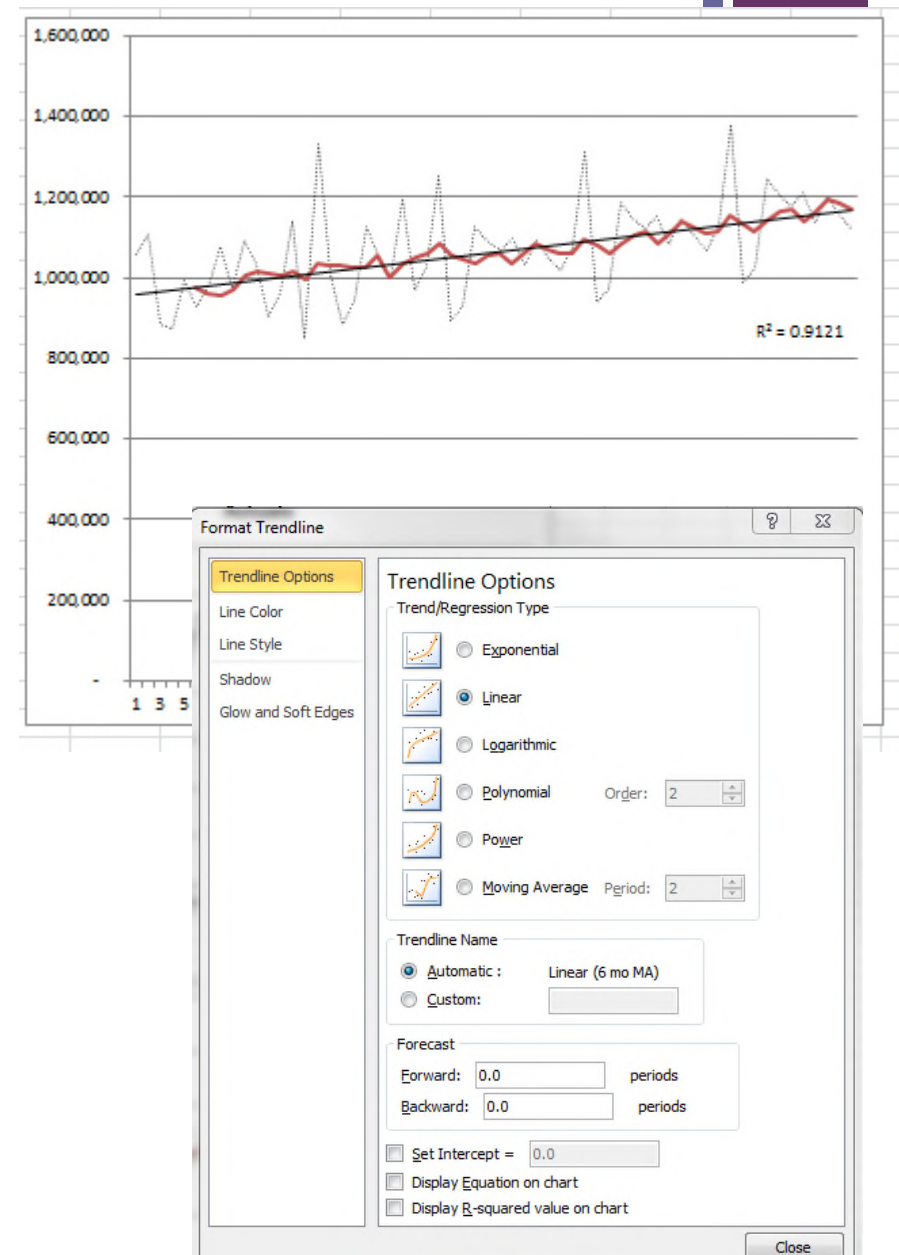 1,600,000
1,400,000
1,200,000
1,000,000
800,000
600,000
400,000
200,000
-
1 3 5
R² = 0.9121
Format Trendline
Trendline Options
Line Color
Line Style
Shadow
Glow and Soft Edges
Trendline Options
Trend/Regression Type
Exponential
Linear
Logarithmic
Polynomial Order: 2
Power
Moving Average Period: 2
Trendline Name
Automatic : Linear (6 mo MA)
Custom:
Forecast
Forward: 0.0 periods
Backward: 0.0 periods
Set Intercept = 0.0
Display Equation on chart
Display R-squared value on chart
Close